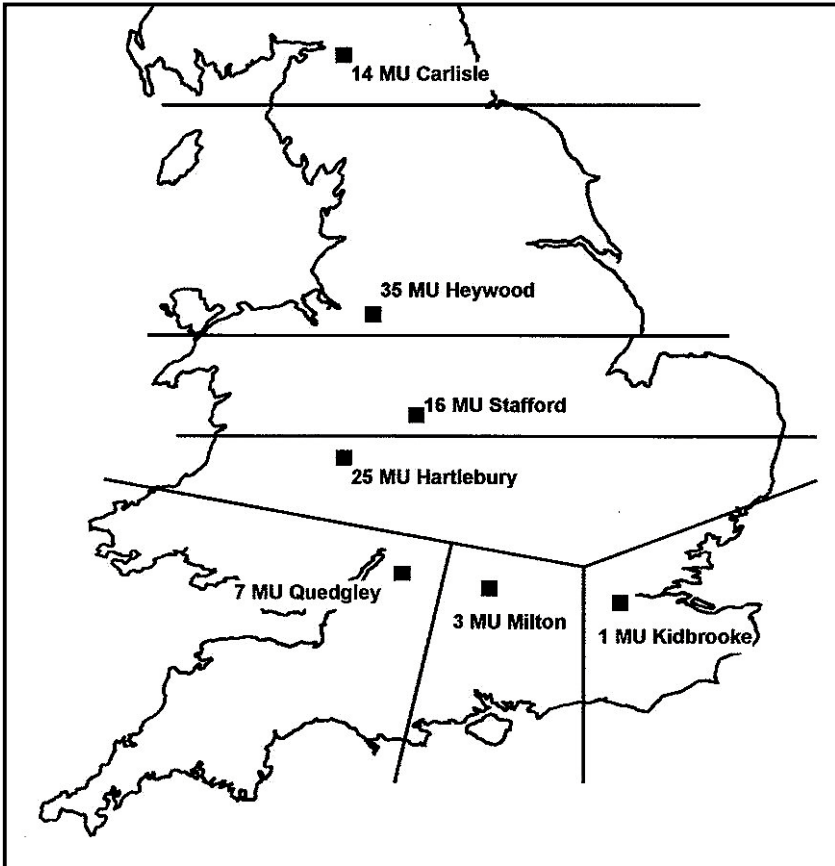 14 MU Carlisle
35 MU Heywood
16 MU Stafford
25 MU Hartlebury
7 MU Quedgley
3 MU Milton
1 MU Kidbrooke